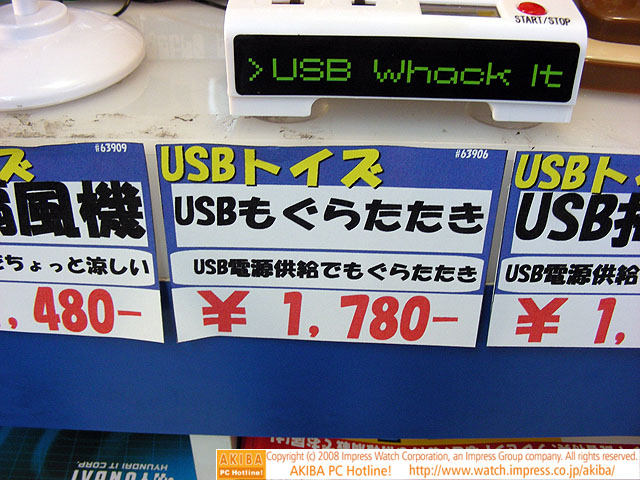 START/STOP
>USB Whack It
ズ
#63909
扇風機
ちょっと涼しい
,480-
USBトイズ
#63906
USBもぐらたたき
USB電源供給でもぐらたたき
¥ 1,780-
USBト
USB
USB電源供給
¥ 1,
HYUNDAI
HYUNDAI IT CORP.
AKIBA
PC Hotline!
Copyright (c) 2008 Impress Watch Corporation, an Impress Group company. All rights reserved.
AKIBA PC Hotline! http://www.watch.impress.co.jp/akiba/